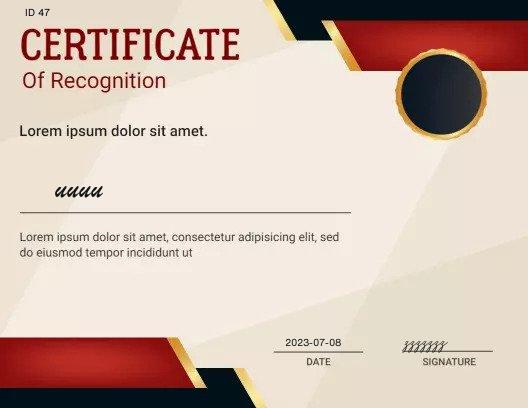 ID 47
CERTIFICATE
Of Recognition
Lorem ipsum dolor sit amet.
uuuu
Lorem ipsum dolor sit amet, consectetur adipisicing elit, sed
do eiusmod tempor incididunt ut
2023-07-08
DATE
SIGNATURE